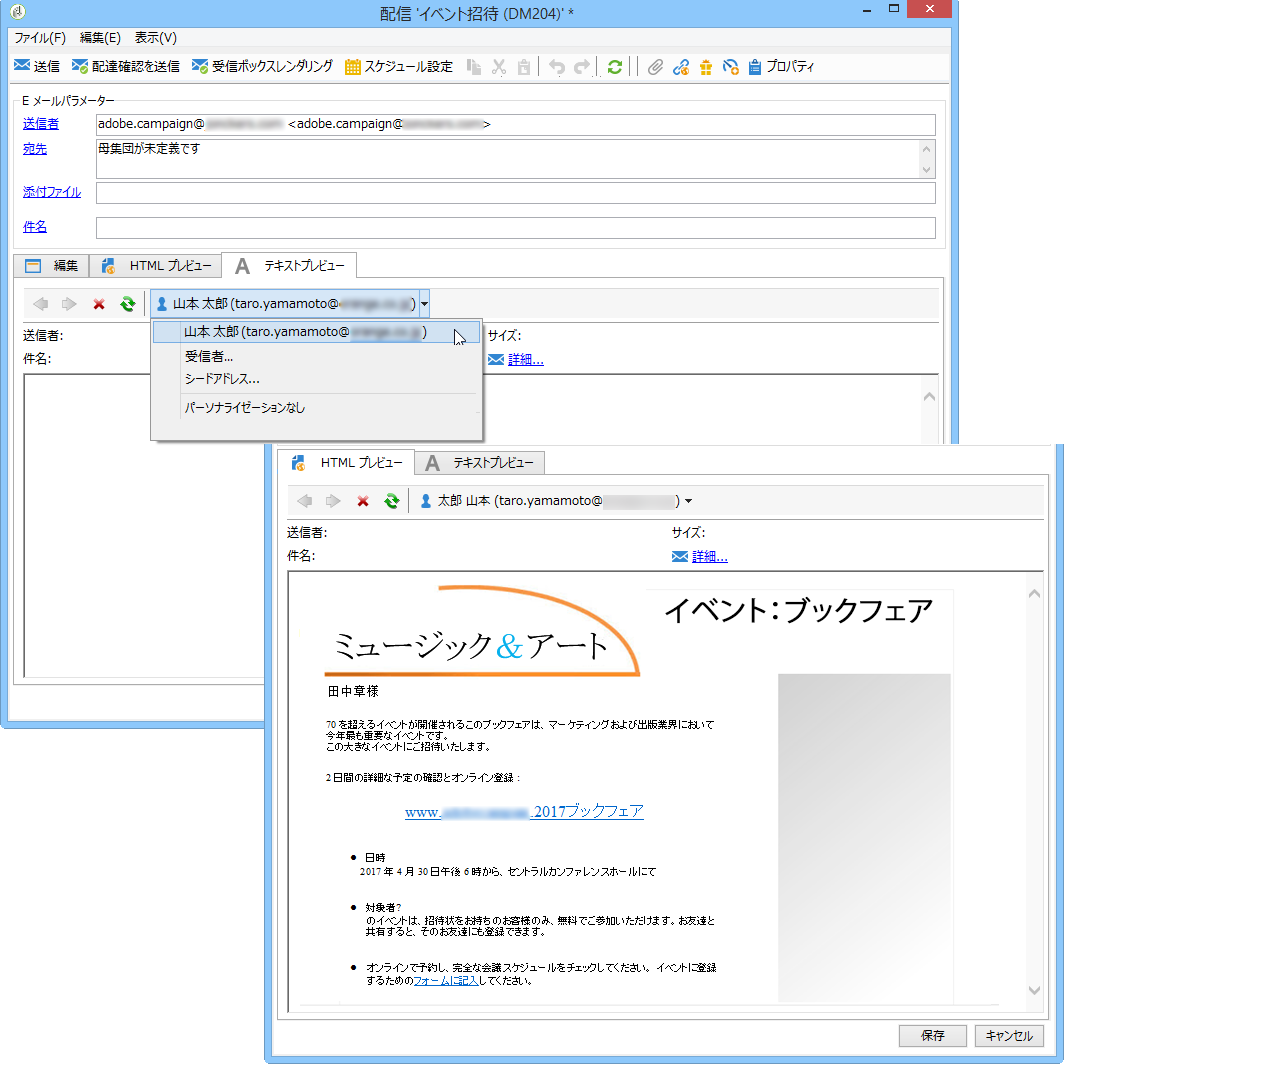 配信 'イベント招待 (DM204)' *
ファイル(F) 編集(E) 表示(V)
送信 配達確認を送信 受信ボックスレンダリング スケジュール設定 プロパティ
E メールパラメーター
送信者 adobe.campaign@ <adobe.campaign@ >
宛先 母集団が未定義です
添付ファイル
件名
編集 HTML プレビュー テキストプレビュー
山本 太郎 (taro.yamamoto@ )
山本 太郎 (taro.yamamoto@ )
送信者: サイズ:
受信者...
件名: 詳細...
シードアドレス...
パーソナライゼーションなし
HTML プレビュー テキストプレビュー
太郎 山本 (taro.yamamoto@ )
送信者: サイズ:
件名: 詳細...
イベント：ブックフェア
ミュージック&アート
田中章様
70 を超えるイベントが開催されるこのブックフェアは、マーケティングおよび出版業界において
今年最も重要なイベントです。
この大きなイベントにご招待いたします。
2 日間の詳細な予定の確認とオンライン登録：
www. .2017ブックフェア
● 日時
2017 年 4 月 30 日午後 6 時から、セントラルカンファレンスホールにて
● 対象者?
のイベントは、招待状をお持ちのお客様のみ、無料でご参加いただけます。お友達と
共有すると、そのお友達にも登録できます。
● オンラインで予約し、完全な会議スケジュールをチェックしてください。イベントに登録
するためのフォームに記入してください。
保存 キャンセル